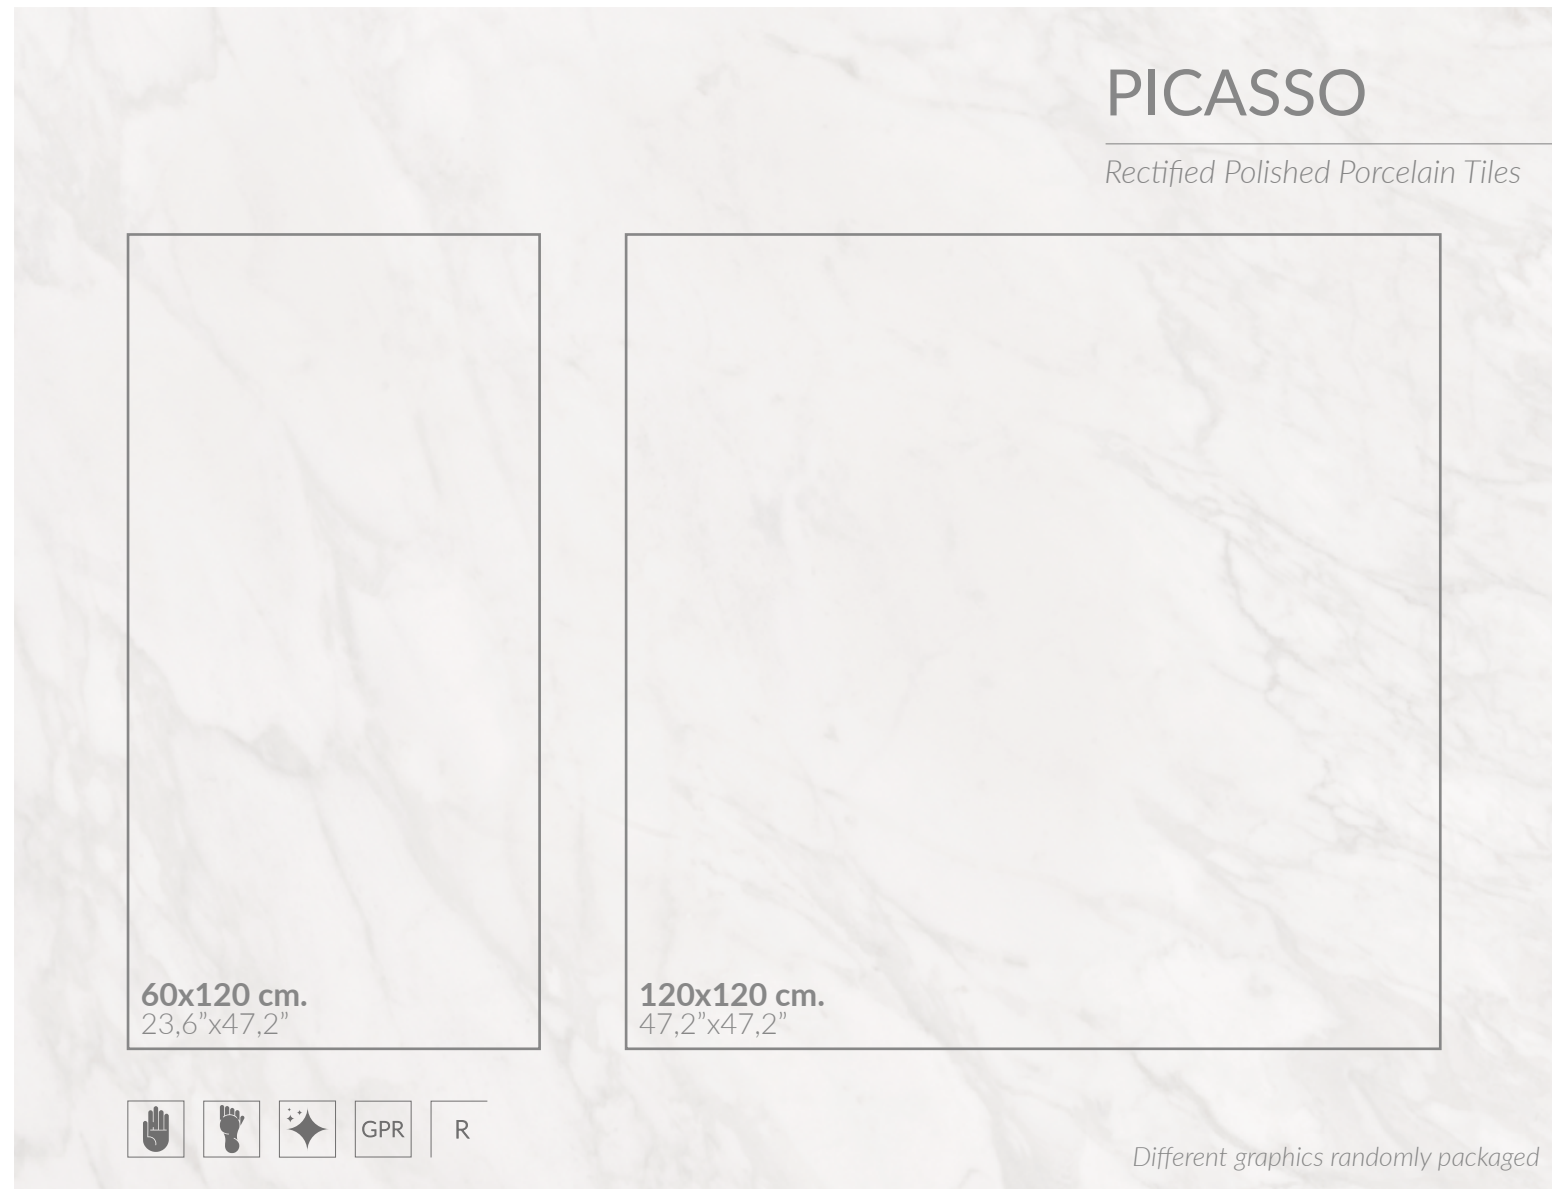 PICASSO
Rectified Polished Porcelain Tiles
60x120 cm.
23,6”x47,2”
120x120 cm.
47,2”x47,2”
GPR
R
Different graphics randomly packaged